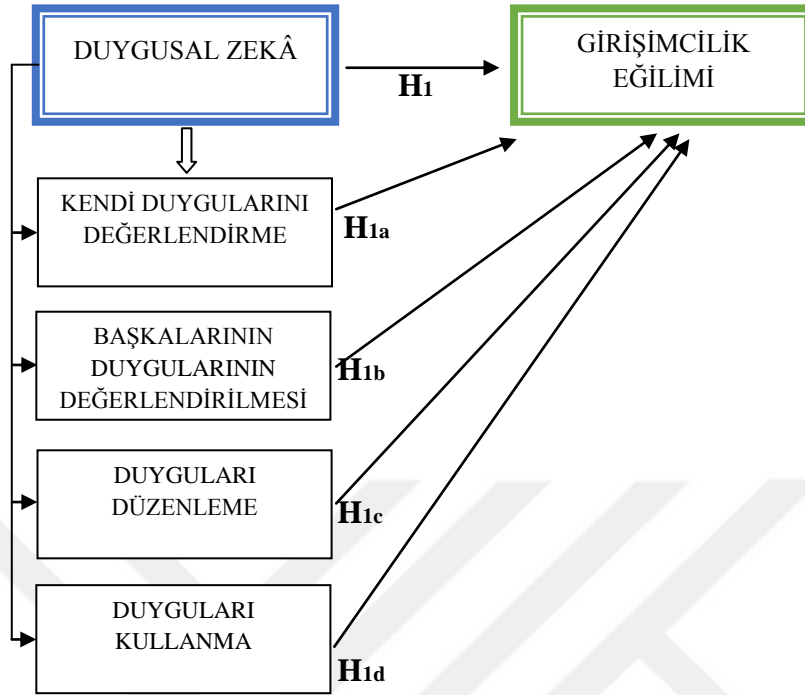 DUYGUSAL ZEKÂ
GİRİŞİMCİLİK
EĞİLİMİ
H1
KENDİ DUYGULARINI
DEĞERLENDİRME
H1a
BAŞKALARININ
DUYGULARININ
DEĞERLENDİRİLMESİ
H1b
DUYGULARI
DÜZENLEME
H1c
DUYGULARI
KULLANMA
H1d